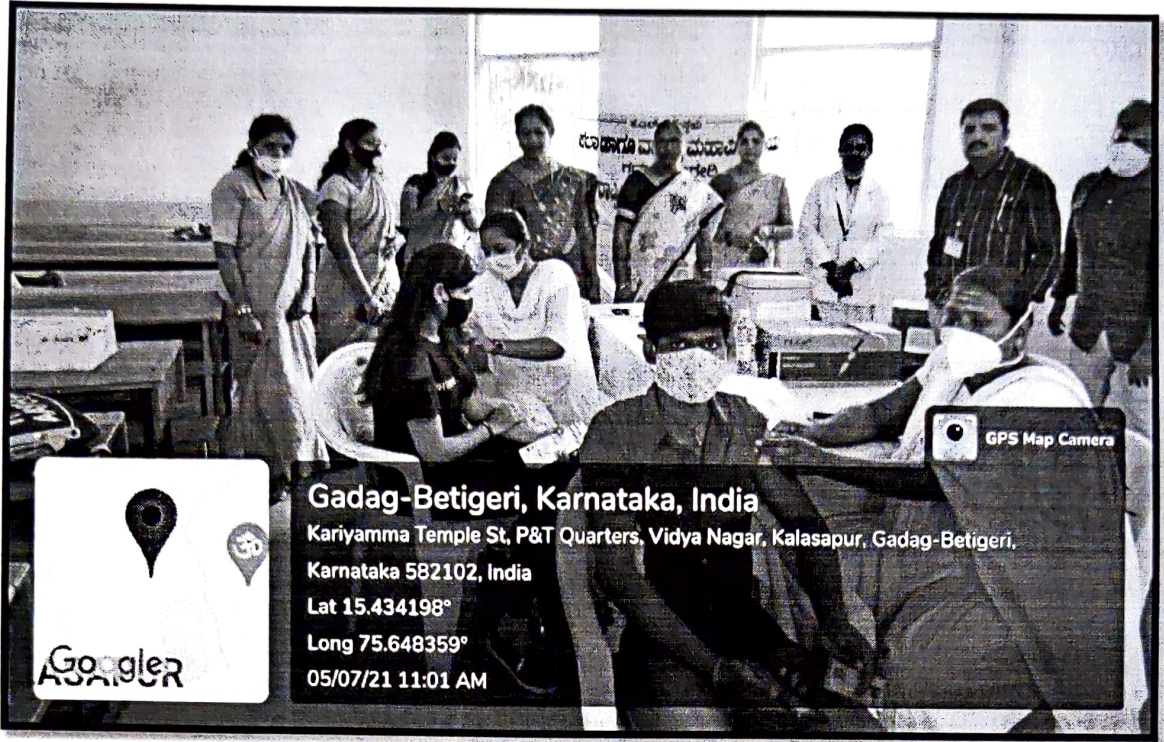 ಮಹಾವಿ
GPS Map Camera
Gadag-Betigeri, Karnataka, India
Kariyamma Temple St, P&T Quarters, Vidya Nagar, Kalasapur, Gadag-Betigeri,
Karnataka 582102, India
Lat 15.434198°
Long 75.648359°
05/07/21 11:01 AM
Google